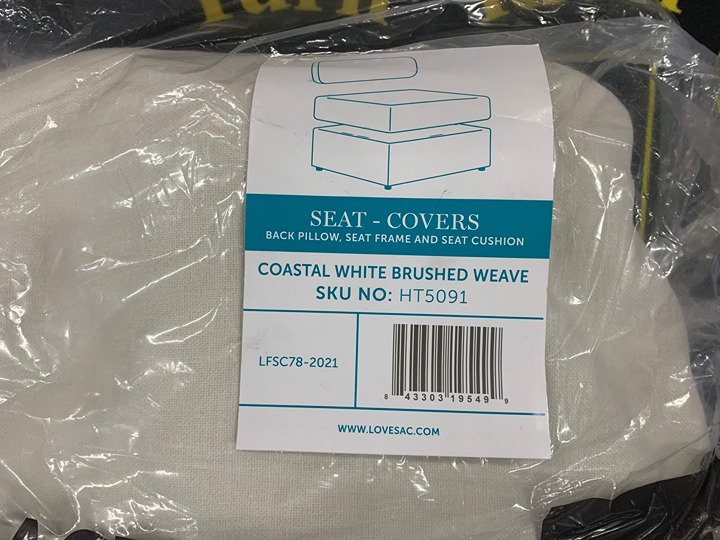 SEAT - COVERS
BACK PILLOW, SEAT FRAME AND SEAT CUSHION
COASTAL WHITE BRUSHED WEAVE
SKU NO: HT5091
LFSC78-2021
8 43303 19549 9
WWW.LOVESAC.COM